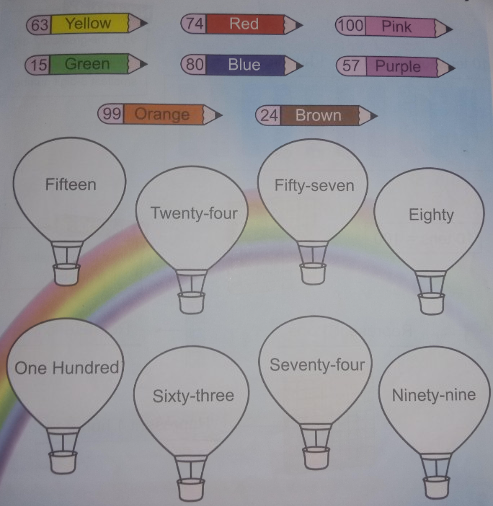 63 Yellow
74 Red
100 Pink
15 Green
80 Blue
57 Purple
99 Orange
24 Brown
Fifteen
Twenty-four
Fifty-seven
Eighty
One Hundred
Sixty-three
Seventy-four
Ninety-nine